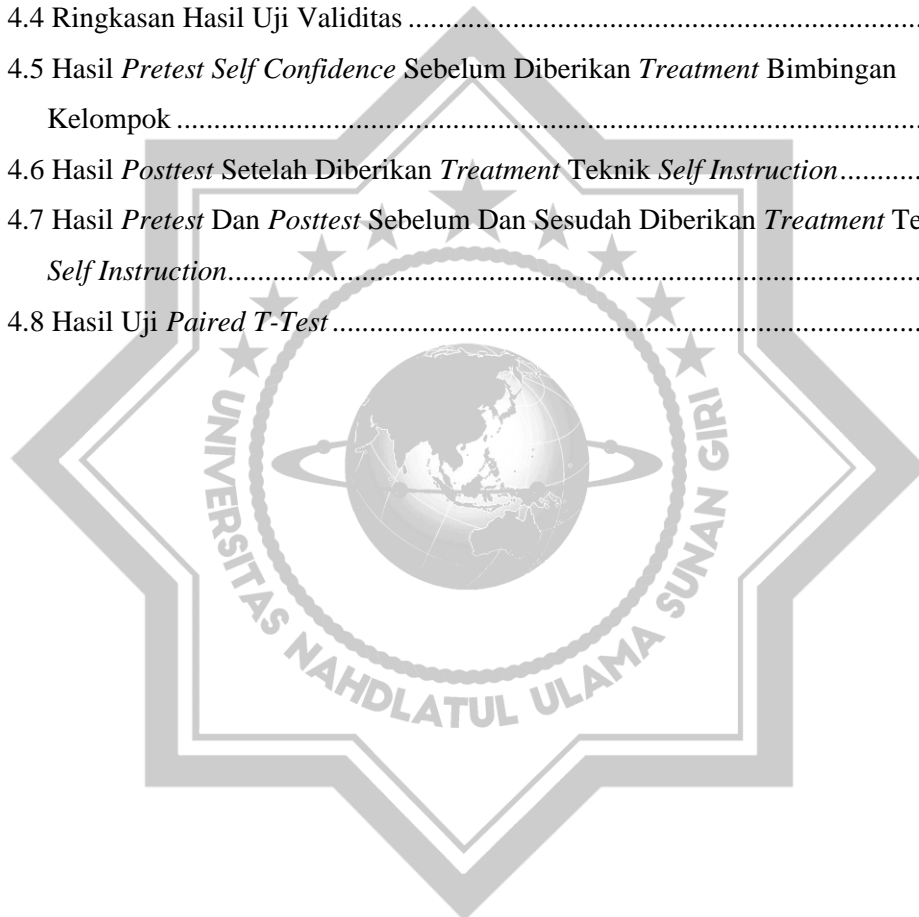 4.4 Ringkasan Hasil Uji Validitas ....................................................................
4.5 Hasil Pretest Self Confidence Sebelum Diberikan Treatment Bimbingan
Kelompok ....................................................................................................
4.6 Hasil Posttest Setelah Diberikan Treatment Teknik Self Instruction...........
4.7 Hasil Pretest Dan Posttest Sebelum Dan Sesudah Diberikan Treatment Te
Self Instruction.............................................................................................
4.8 Hasil Uji Paired T-Test ...............................................................................
UNIVERSITAS NAHDLATUL ULAMA SUNAN GIRI